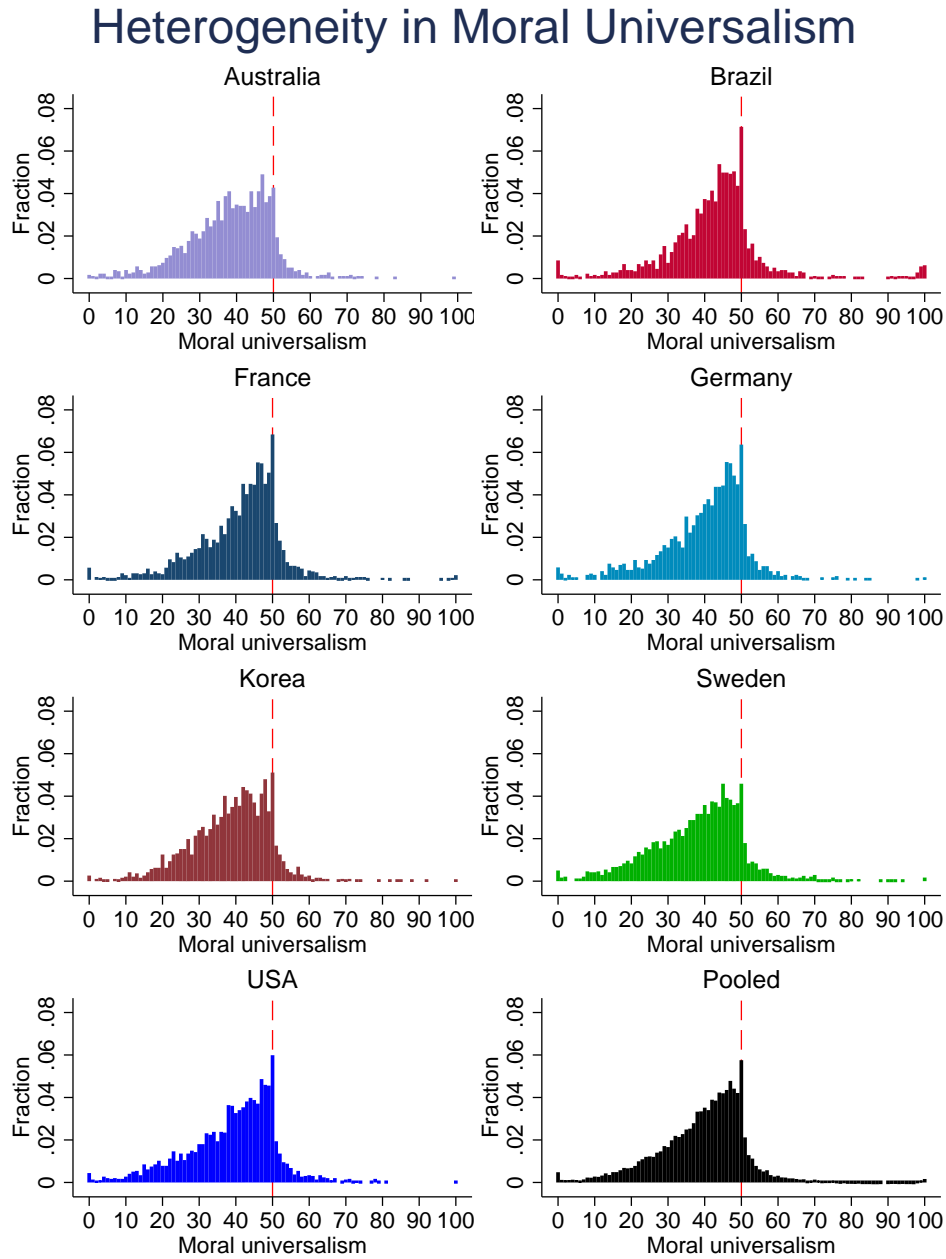 Heterogeneity in Moral Universalism
Australia
Fraction
0 .02 .04 .06 .08
0 10 20 30 40 50 60 70 80 90 100
Moral universalism
Brazil
Fraction
0 .02 .04 .06 .08
0 10 20 30 40 50 60 70 80 90 100
Moral universalism
France
Fraction
0 .02 .04 .06 .08
0 10 20 30 40 50 60 70 80 90 100
Moral universalism
Germany
Fraction
0 .02 .04 .06 .08
0 10 20 30 40 50 60 70 80 90 100
Moral universalism
Korea
Fraction
0 .02 .04 .06 .08
0 10 20 30 40 50 60 70 80 90 100
Moral universalism
Sweden
Fraction
0 .02 .04 .06 .08
0 10 20 30 40 50 60 70 80 90 100
Moral universalism
USA
Fraction
0 .02 .04 .06 .08
0 10 20 30 40 50 60 70 80 90 100
Moral universalism
Pooled
Fraction
0 .02 .04 .06 .08
0 10 20 30 40 50 60 70 80 90 100
Moral universalism